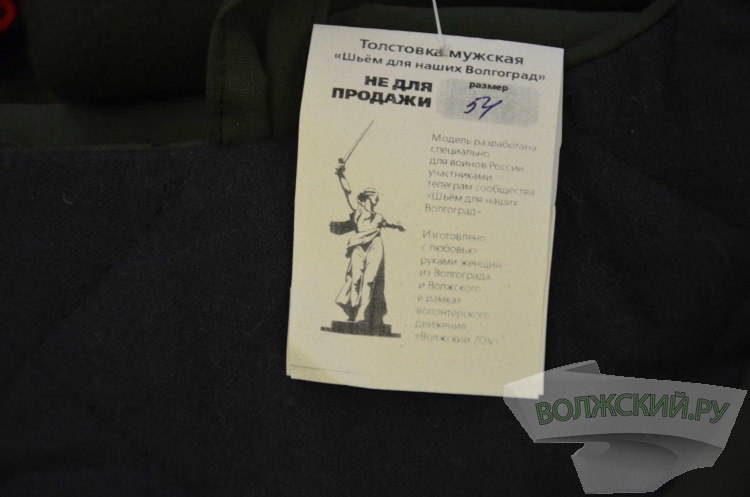 Толстовка мужская
«Шьём для наших Волгоград»
НЕ ДЛЯ
ПРОДАЖИ
размер
54
Модель разработана
специально
для воинов России
участниками
телеграм сообщества
«Шьём для наших
Волгоград»
Изготовлено
с любовью
руками женщин
из Волгограда
и Волжского
в рамках
волонтерского
движения
«Волжский
ВОЛЖСКИЙ.РУ